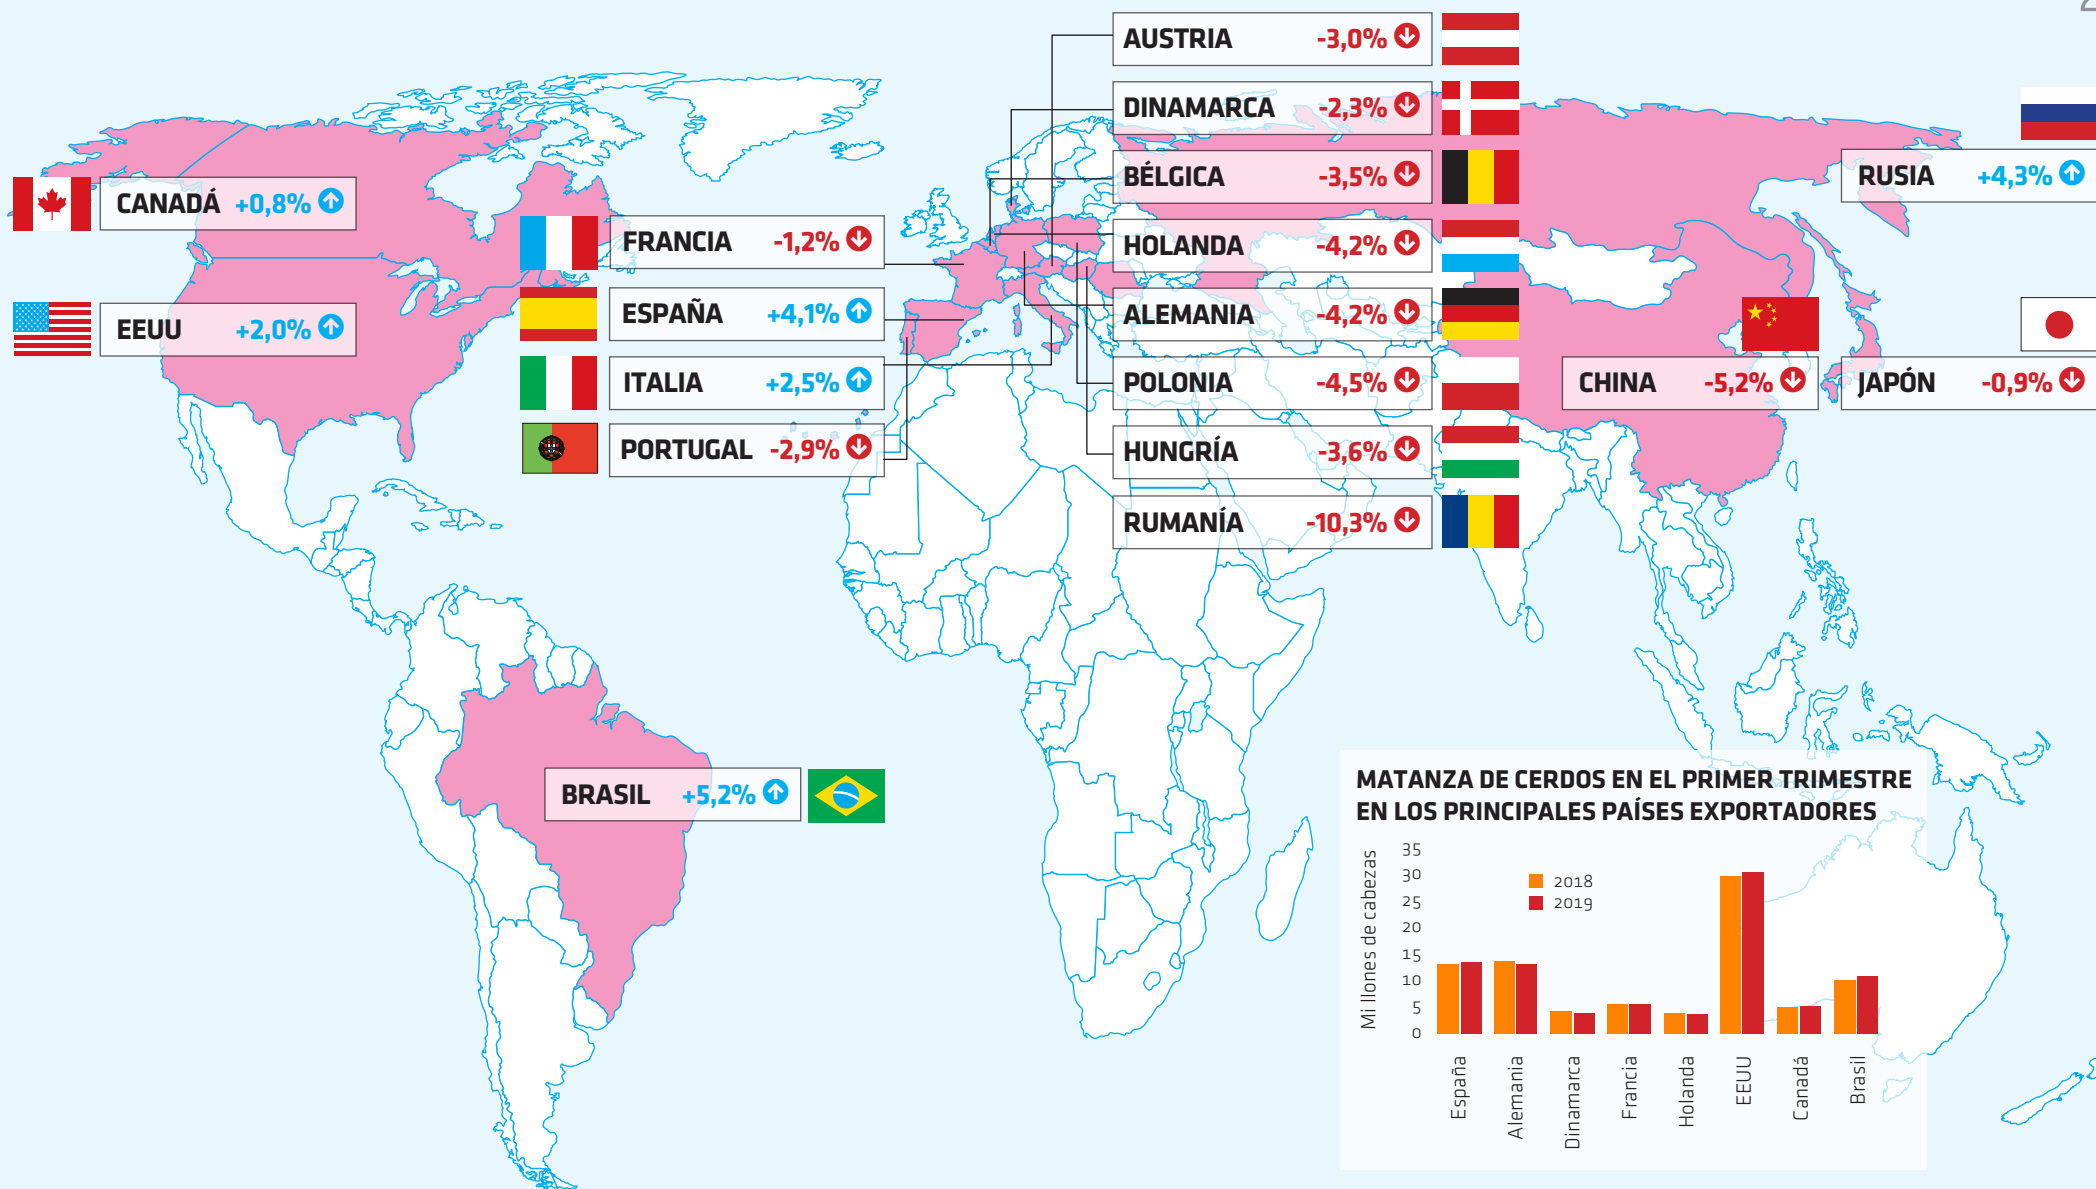 AUSTRIA -3,0%
DINAMARCA -2,3%
BÉLGICA -3,5%
HOLANDA -4,2%
ALEMANIA -4,2%
POLONIA -4,5%
HUNGRÍA -3,6%
RUMANÍA -10,3%
CANADÁ +0,8%
EEUU +2,0%
FRANCIA -1,2%
ESPAÑA +4,1%
ITALIA +2,5%
PORTUGAL -2,9%
RUSIA +4,3%
CHINA -5,2%
JAPÓN -0,9%
BRASIL +5,2%
MATANZA DE CERDOS EN EL PRIMER TRIMESTRE
EN LOS PRINCIPALES PAÍSES EXPORTADORES
Mi llones de cabezas
35
30
25
20
15
10
5
0
2018
2019
España
Alemania
Dinamarca
Francia
Holanda
EEUU
Canadá
Brasil